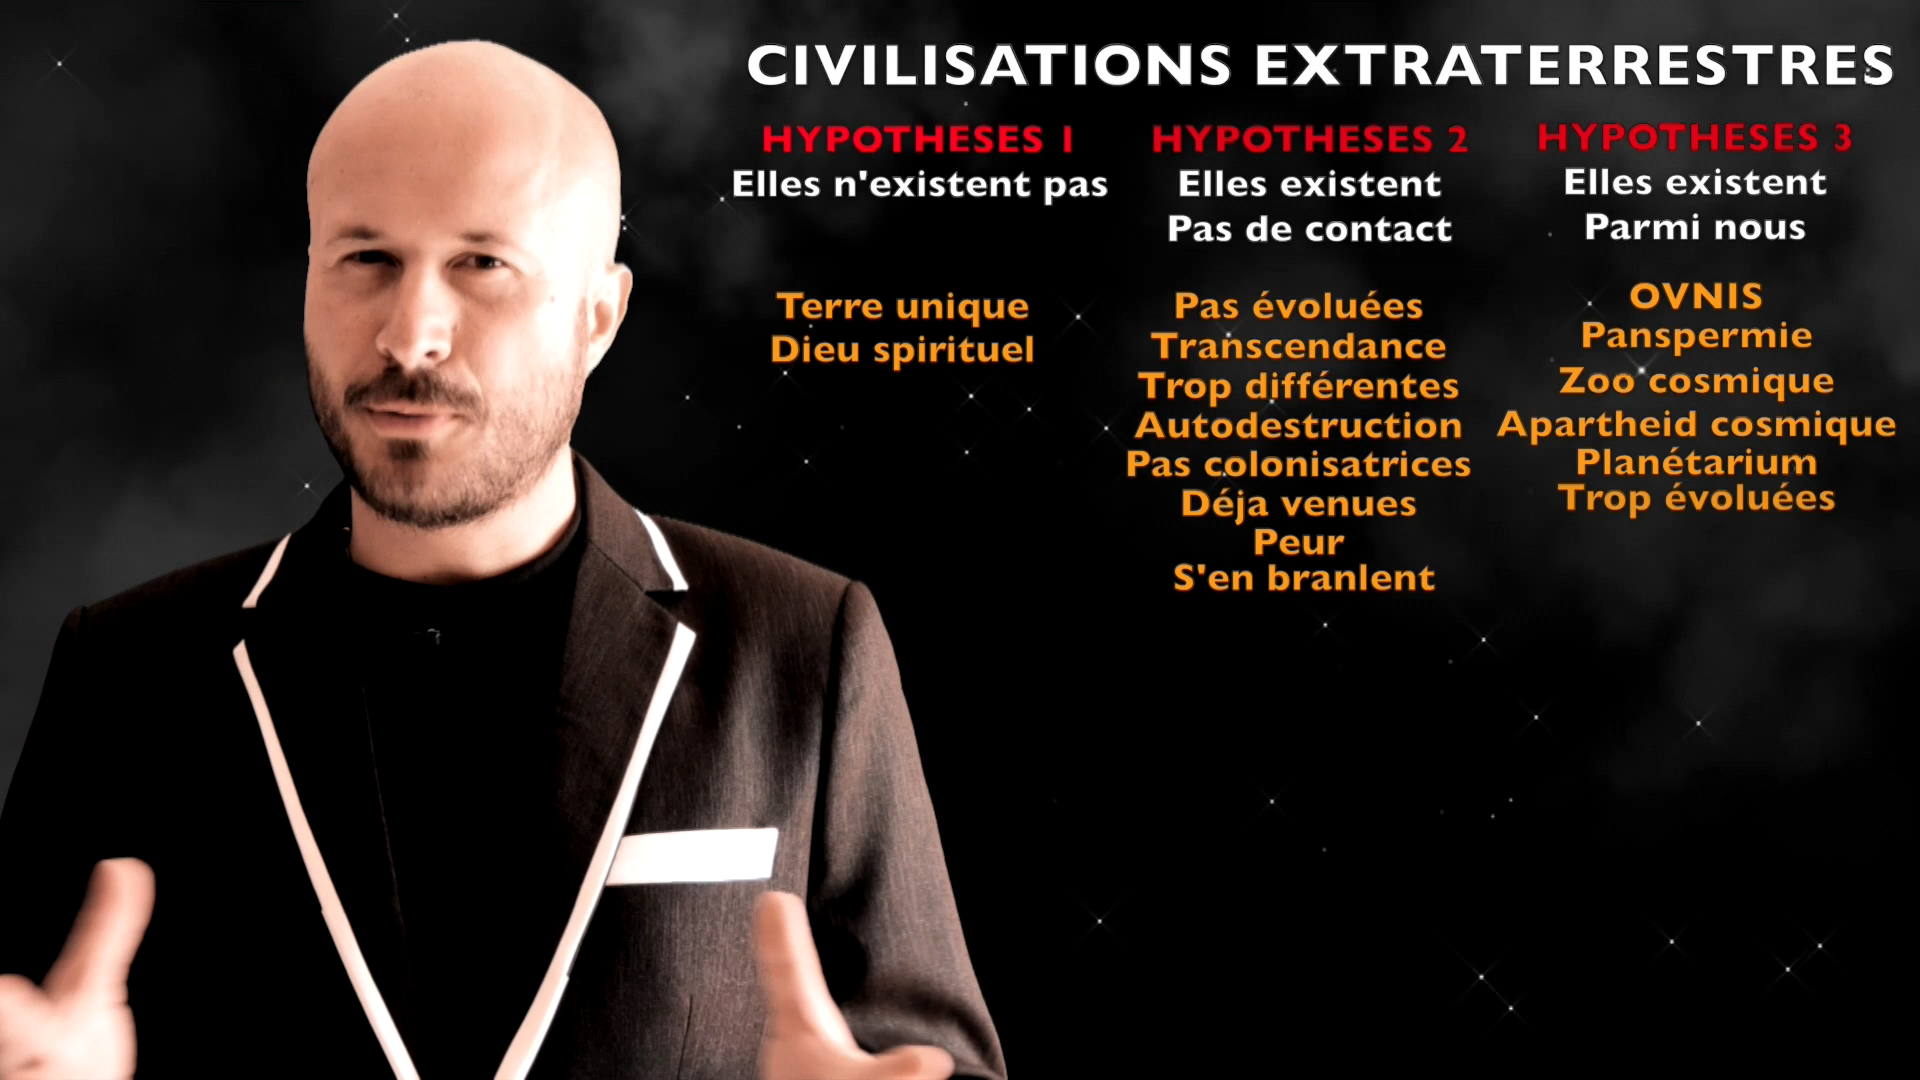 CIVILISATIONS EXTRATERRESTRES
HYPOTHESES 1
Elles n'existent pas
Terre unique
Dieu spirituel
HYPOTHESES 2
Elles existent
Pas de contact
Pas évoluées
Transcendance
Trop différentes
Autodestruction
Pas colonisatrices
Déja venues
Peur
S'en branlent
HYPOTHESES 3
Elles existent
Parmi nous
OVNIS
Panspermie
Zoo cosmique
Apartheid cosmique
Planétarium
Trop évoluées